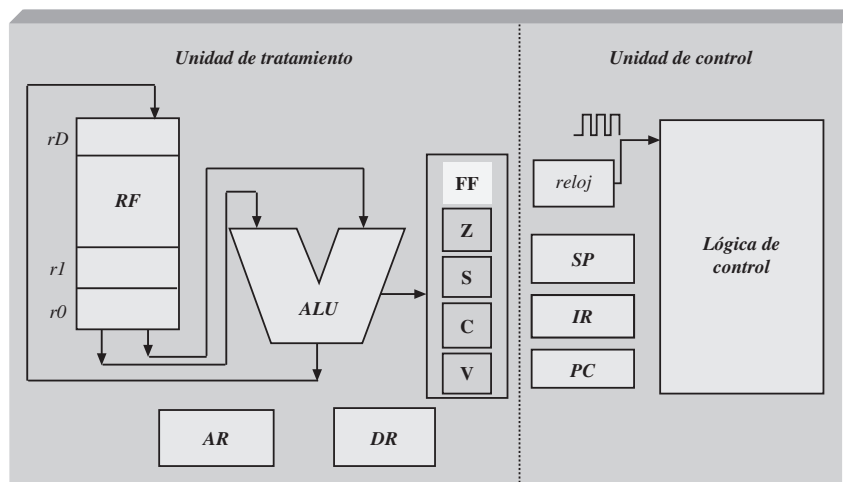 Unidad de tratamiento
Unidad de control
rD
RF
r1
r0
ALU
FF
Z
S
C
V
AR
DR
reloj
SP
IR
PC
Lógica de
control